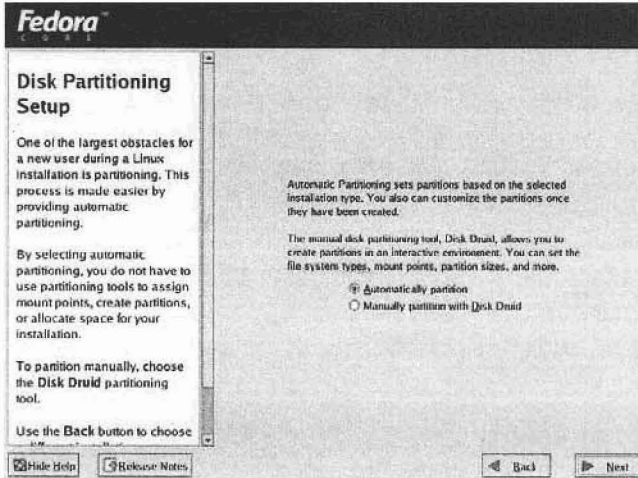 Fedora
CORE
Disk Partitioning
Setup
One of the largest obstacles for
a new user during a Linux
installation is partitioning. This
process is made easier by
providing automatic
partitioning.
By selecting automatic
partitioning, you do not have to
use partitioning tools to assign
mount points, create partitions,
or allocate space for your
installation.
To partition manually, choose
the Disk Druid partitioning
tool.
Use the Back button to choose
Automatic Partitioning sets partitions based on the selected
installation type. You also can customize the partitions once
they have been created.
The manual disk partitioning tool, Disk Druid, allows you to
create partitions in an interactive environment. You can set the
file system types, mount points, partition sizes, and more.
Automatically partition
Manually partition with Disk Druid
Hide Help
Release Notes
Back
Next